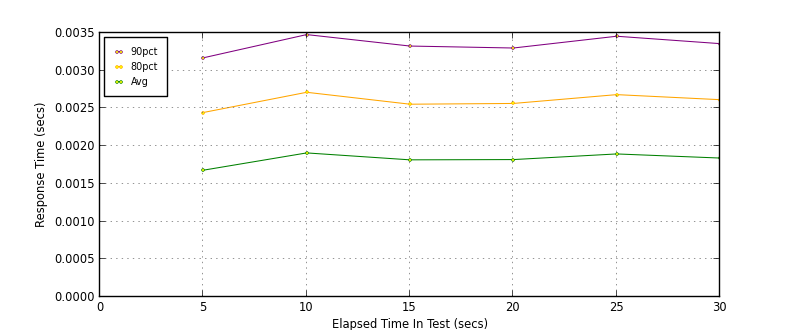 0.0035
0.0030
0.0025
0.0020
0.0015
0.0010
0.0005
0.0000
Response Time (secs)
90pct
80pct
Avg
0 5 10 15 20 25 30
Elapsed Time In Test (secs)